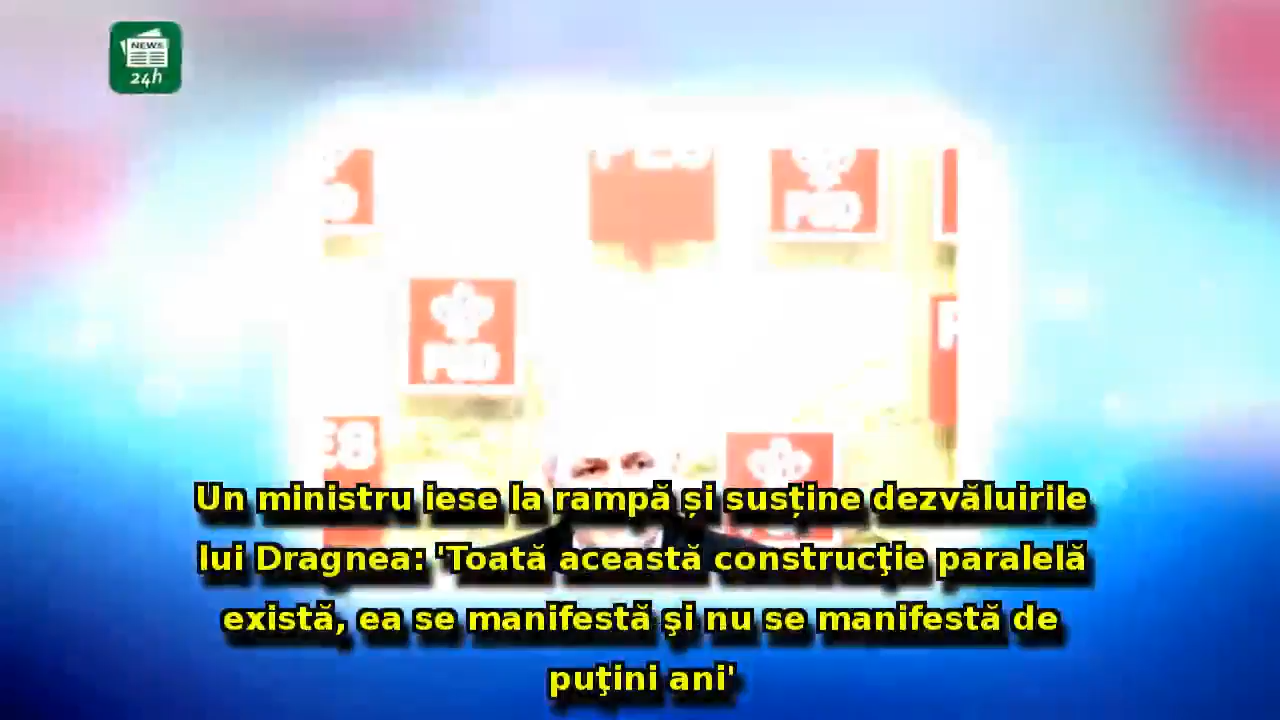 NEWS
24h
PSD
PSD
Un ministru iese la rampă și susține dezvăluirile
lui Dragnea: 'Toată această construcţie paralelă
există, ea se manifestă şi nu se manifestă de
puţini ani'